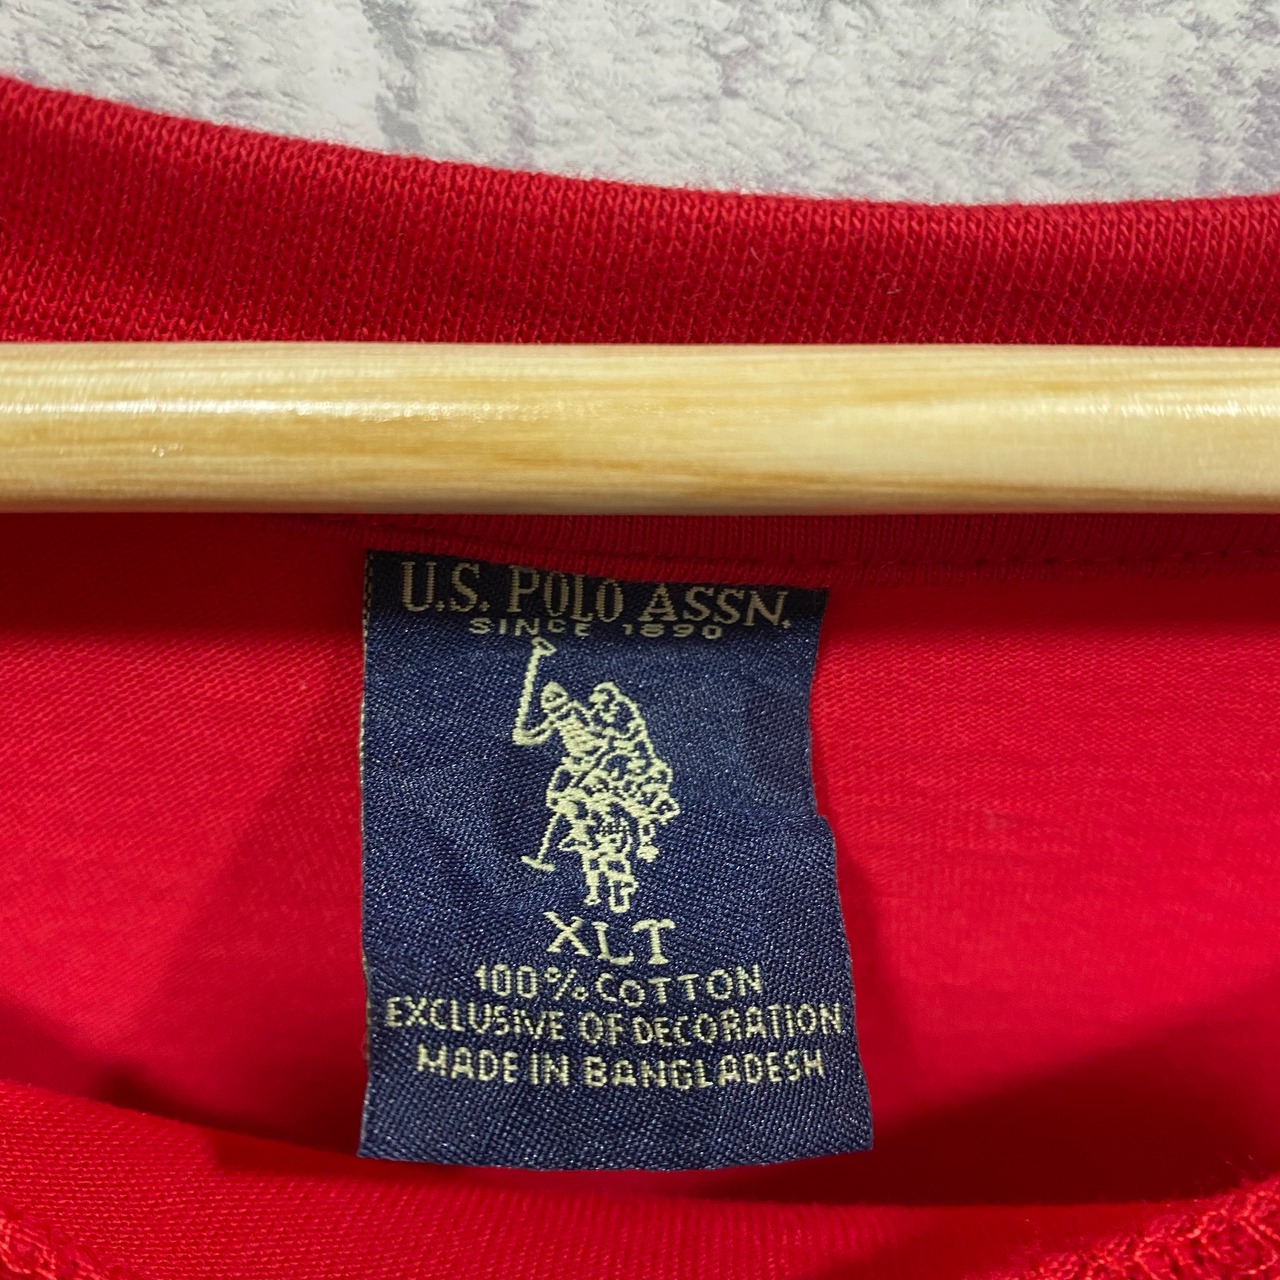 U.S. POLO ASSN.
SINCE 1890
XLT
100% COTTON
EXCLUSIVE OF DECORATION
MADE IN BANGLADESH